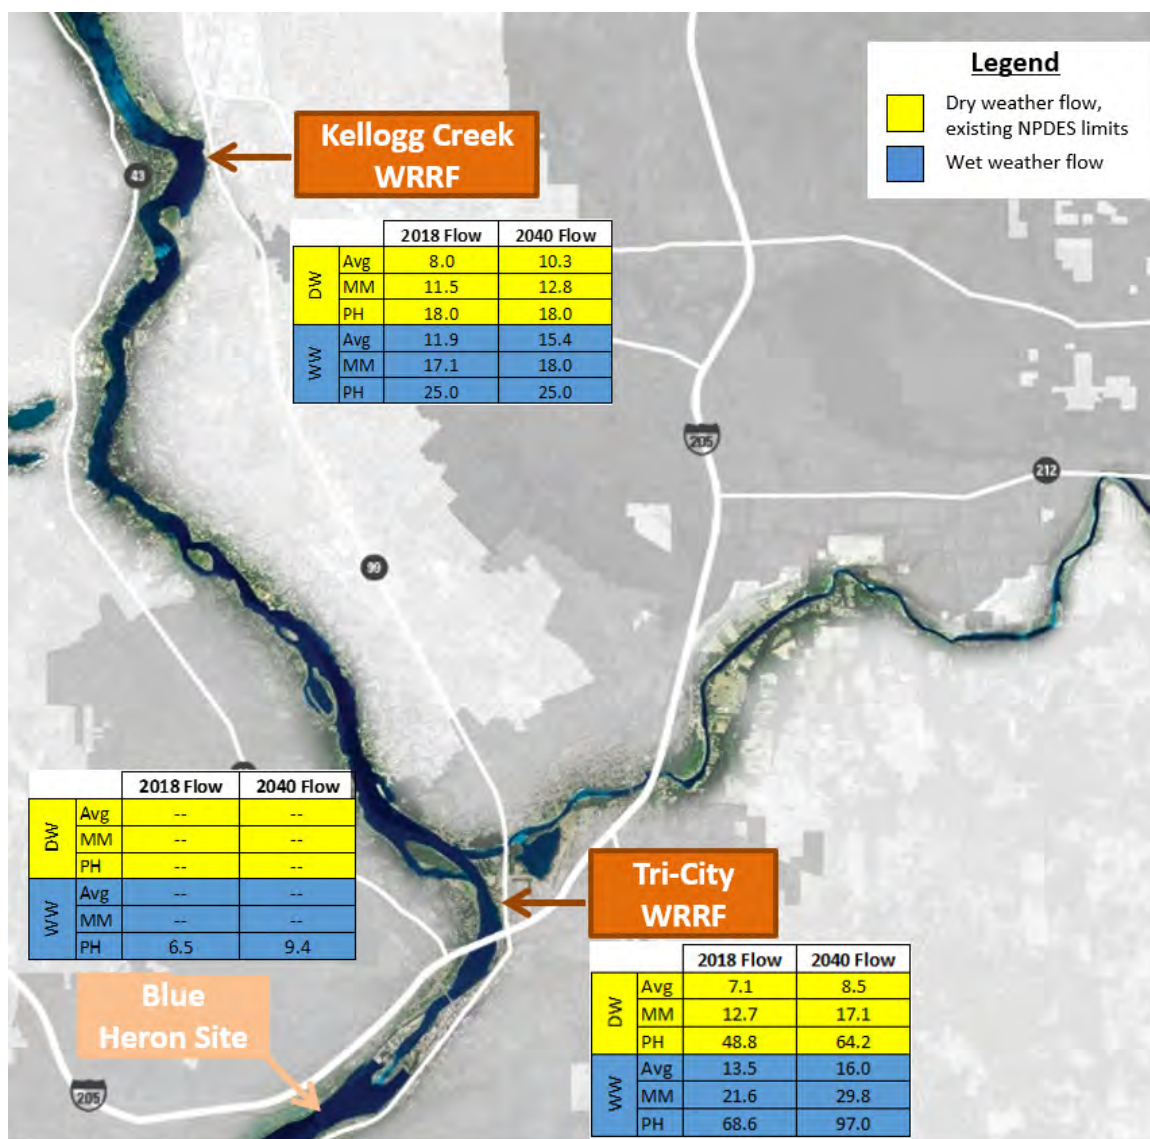 Legend
Dry weather flow,
existing NPDES limits
Wet weather flow
Kellogg Creek
WRRF
43
2018 Flow 2040 Flow
DW
Avg 8.0 10.3
MM 11.5 12.8
PH 18.0 18.0
WW
Avg 11.9 15.4
MM 17.1 18.0
PH 25.0 25.0
205
212
99
2018 Flow 2040 Flow
DW
Avg -- --
MM -- --
PH -- --
WW
Avg -- --
MM -- --
PH 6.5 9.4
Tri-City
WRRF
2018 Flow 2040 Flow
DW
Avg 7.1 8.5
MM 12.7 17.1
PH 48.8 64.2
WW
Avg 13.5 16.0
MM 21.6 29.8
PH 68.6 97.0
Blue
Heron Site
205